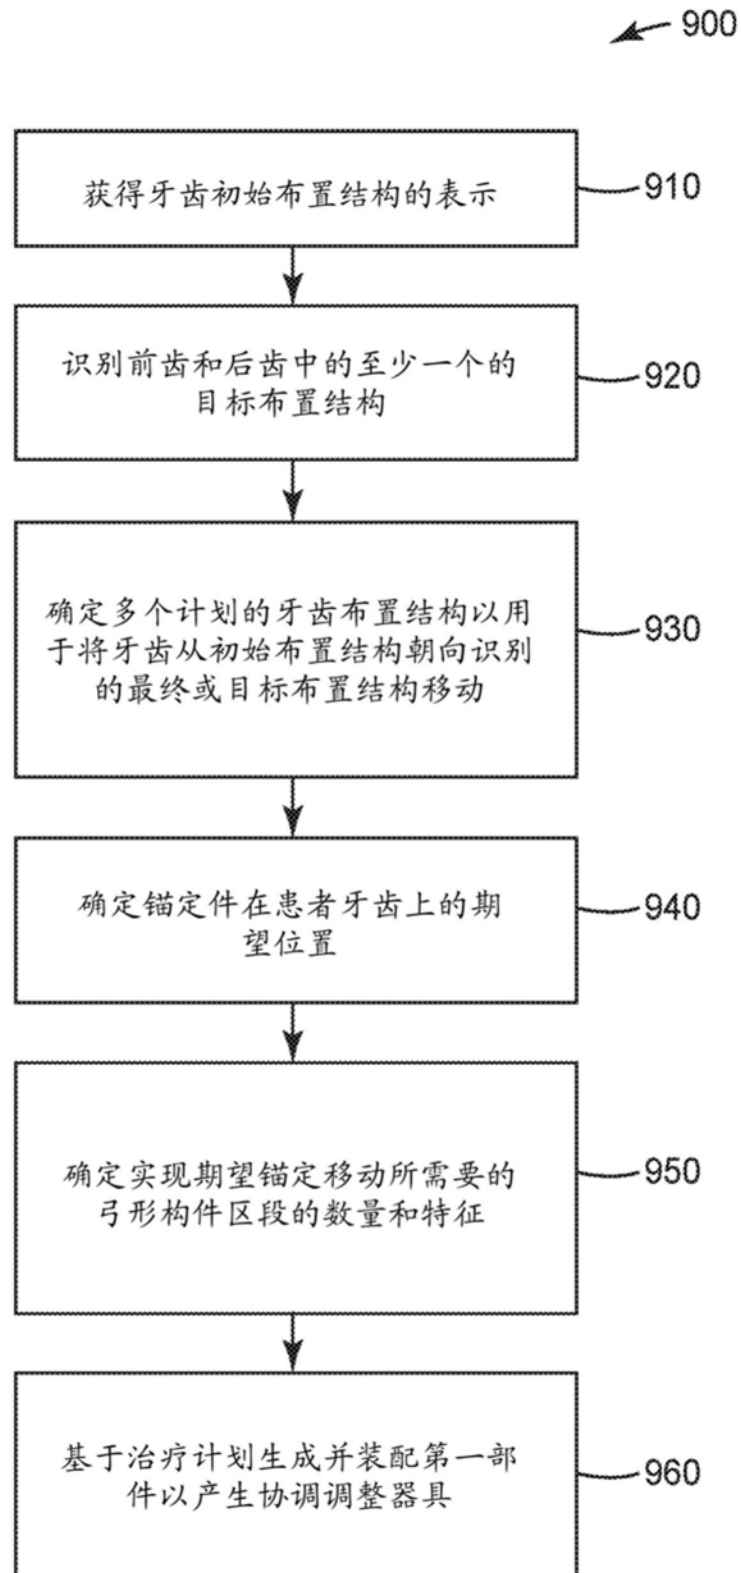 900
获得牙齿初始布置结构的表示
910
识别前齿和后齿中的至少一个的
目标布置结构
920
确定多个计划的牙齿布置结构以用
于将牙齿从初始布置结构朝向识别
的最终或目标布置结构移动
930
确定锚定件在患者牙齿上的期
望位置
940
确定实现期望锚定移动所需要的
弓形构件区段的数量和特征
950
基于治疗计划生成并装配第一部
件以产生协调调整器具
960